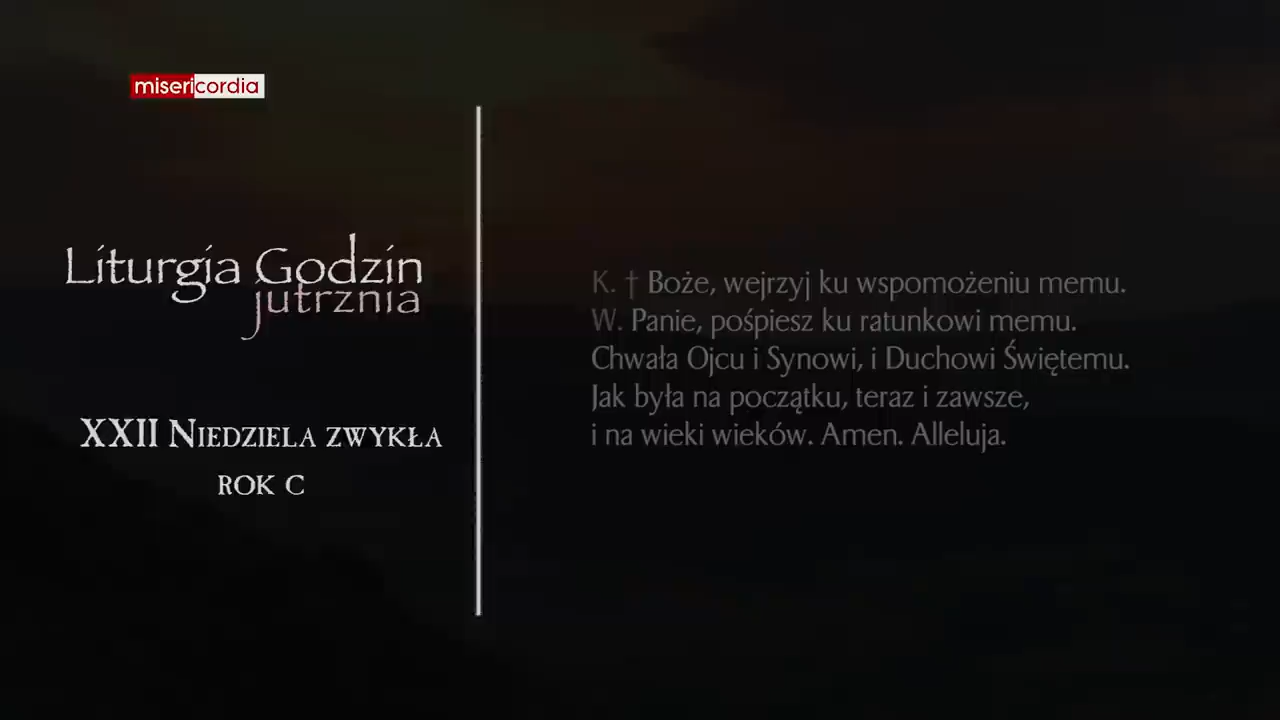 misericordia
Liturgia Godzin
jutrznia
XXII Niedziela zwykła
rok C
K. † Boże, wejrzyj ku wspomożeniu memu.
W. Panie, pośpiesz ku ratunkowi memu.
Chwała Ojcu i Synowi, i Duchowi Świętemu.
Jak była na początku, teraz i zawsze,
i na wieki wieków. Amen. Alleluja.